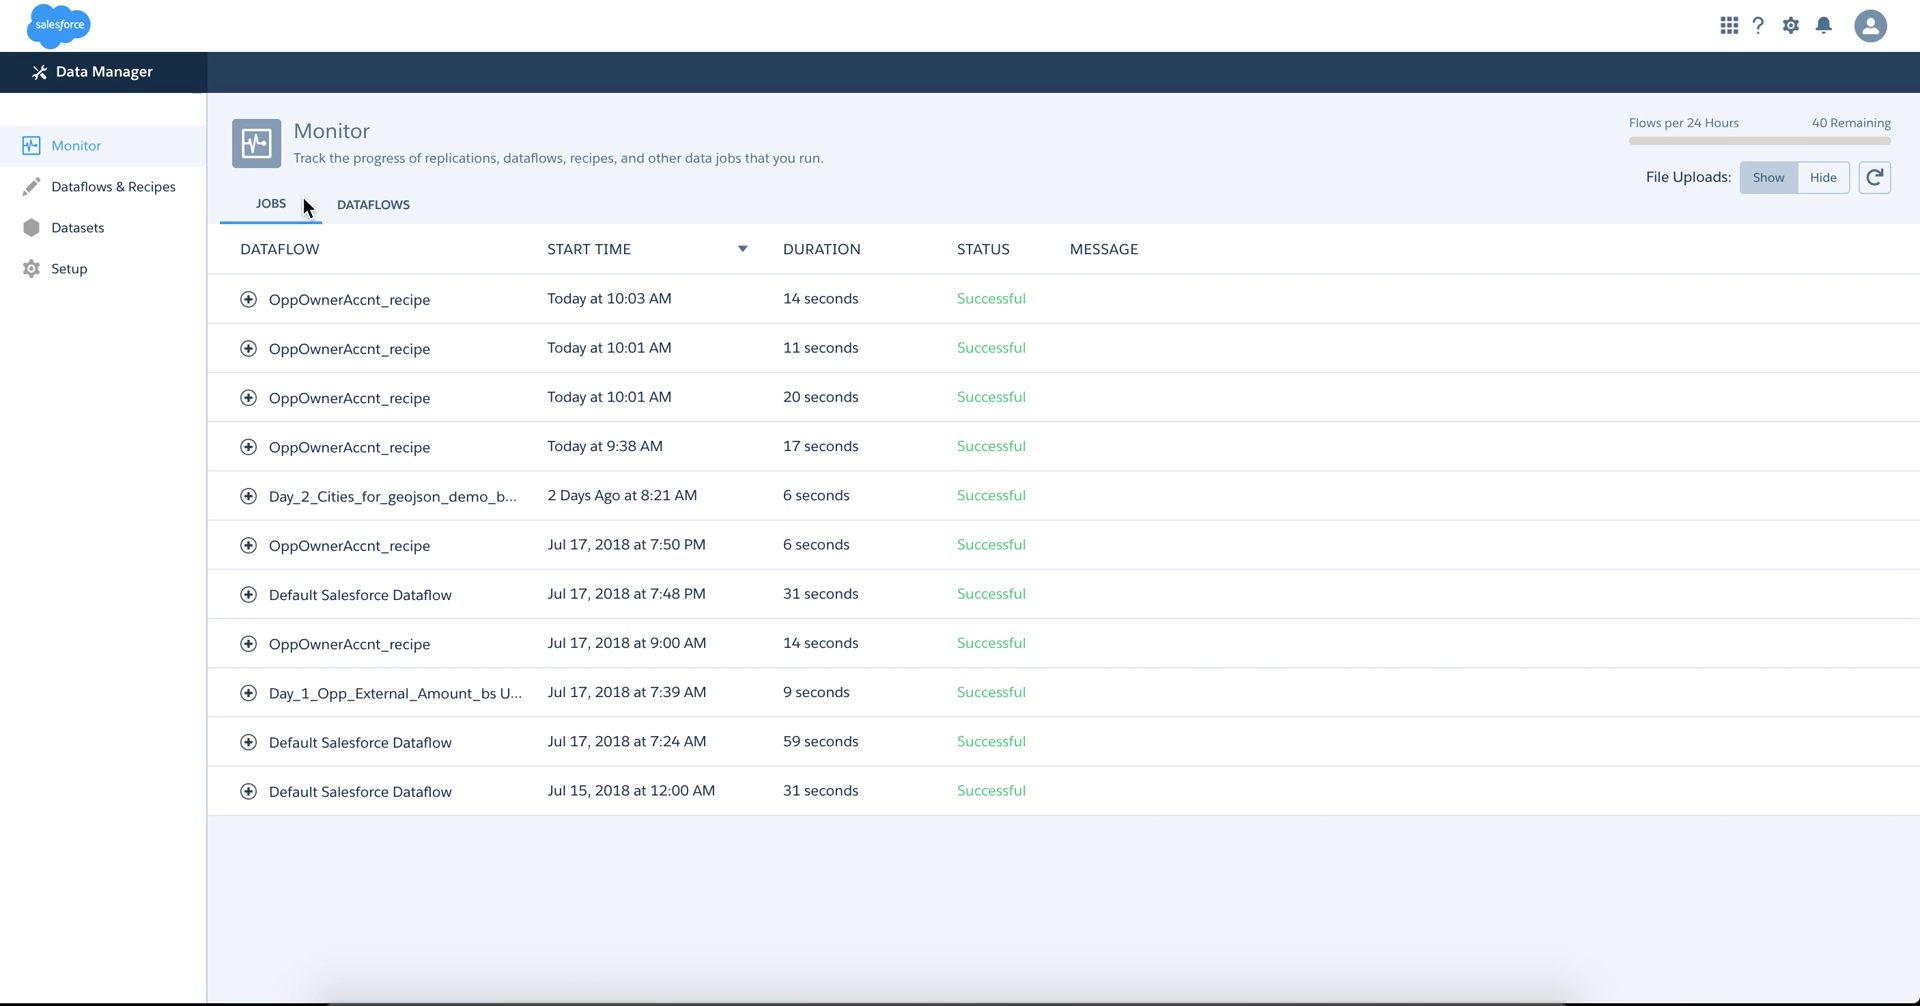 salesforce
?
Data Manager
Monitor
Dataflows & Recipes
Datasets
Setup
Monitor
Track the progress of replications, dataflows, recipes, and other data jobs that you run.
Flows per 24 Hours 40 Remaining
File Uploads: Show Hide
JOBS DATAFLOWS
DATAFLOW START TIME DURATION STATUS MESSAGE
OppOwnerAccnt_recipe Today at 10:03 AM 14 seconds Successful
OppOwnerAccnt_recipe Today at 10:01 AM 11 seconds Successful
OppOwnerAccnt_recipe Today at 10:01 AM 20 seconds Successful
OppOwnerAccnt_recipe Today at 9:38 AM 17 seconds Successful
Day_2_Cities_for_geojson_demo_b... 2 Days Ago at 8:21 AM 6 seconds Successful
OppOwnerAccnt_recipe Jul 17, 2018 at 7:50 PM 6 seconds Successful
Default Salesforce Dataflow Jul 17, 2018 at 7:48 PM 31 seconds Successful
OppOwnerAccnt_recipe Jul 17, 2018 at 9:00 AM 14 seconds Successful
Day_1_Opp_External_Amount_bs U... Jul 17, 2018 at 7:39 AM 9 seconds Successful
Default Salesforce Dataflow Jul 17, 2018 at 7:24 AM 59 seconds Successful
Default Salesforce Dataflow Jul 15, 2018 at 12:00 AM 31 seconds Successful